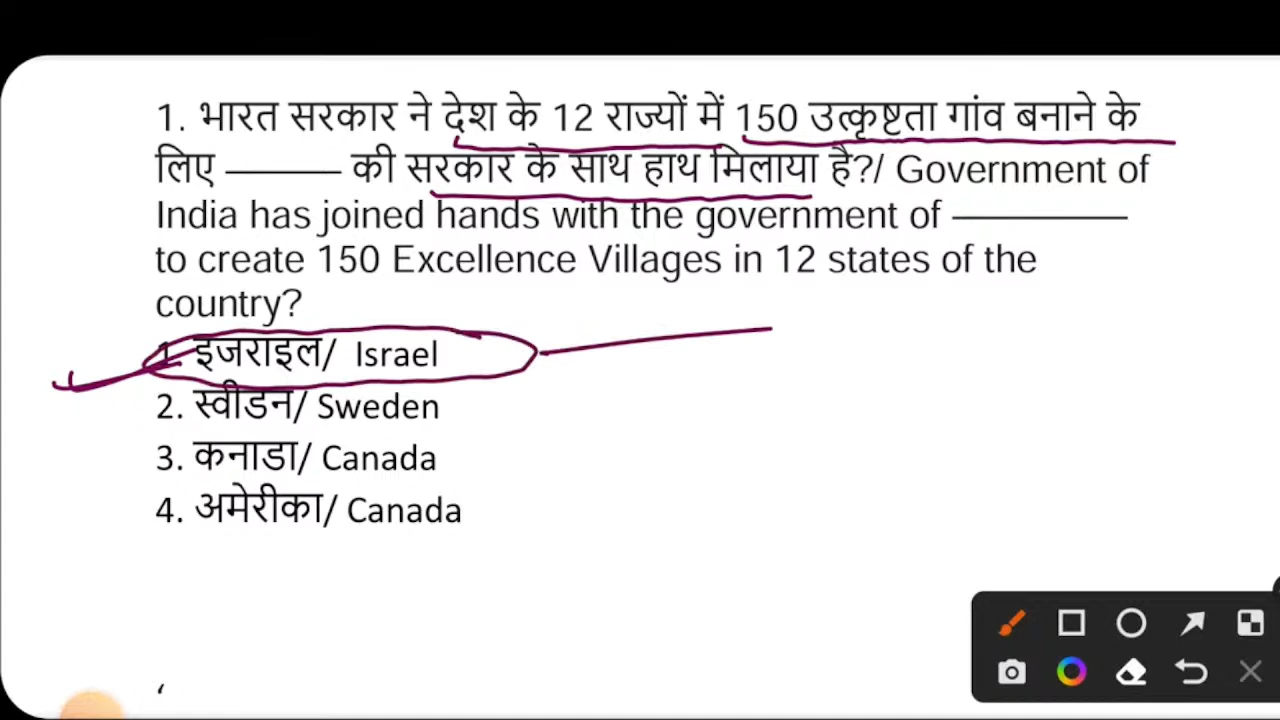 1. भारत सरकार ने देश के 12 राज्यों में 150 उत्कृष्टता गांव बनाने के
लिए ——— की सरकार के साथ हाथ मिलाया है?/ Government of
India has joined hands with the government of ————
to create 150 Excellence Villages in 12 states of the
country?
1. इजराइल/ Israel
2. स्वीडन/ Sweden
3. कनाडा/ Canada
4. अमेरीका/ Canada